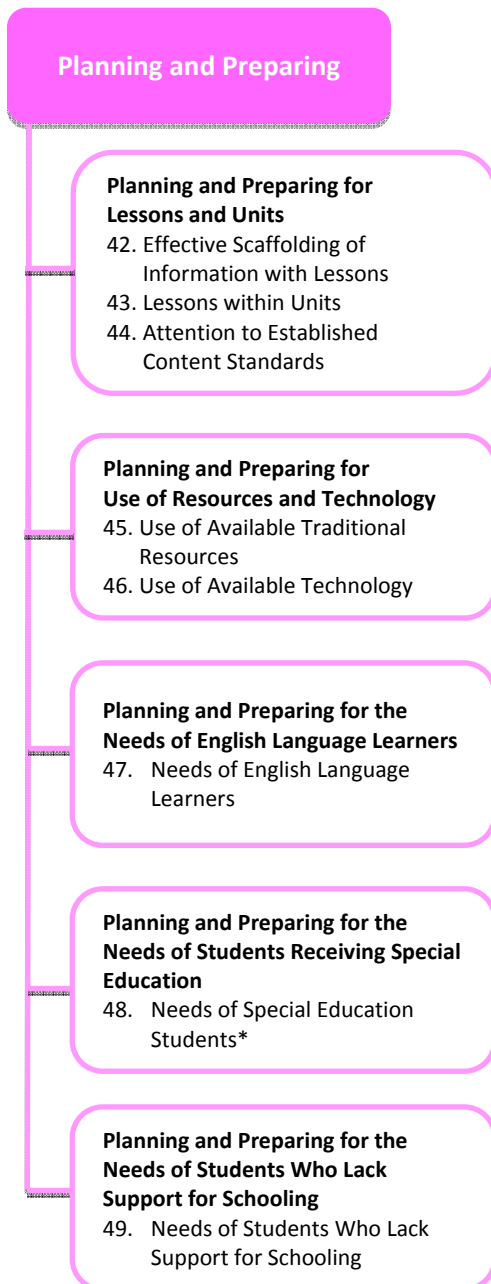 Planning and Preparing
Planning and Preparing for
Lessons and Units
42. Effective Scaffolding of
Information with Lessons
43. Lessons within Units
44. Attention to Established
Content Standards
Planning and Preparing for
Use of Resources and Technology
45. Use of Available Traditional
Resources
46. Use of Available Technology
Planning and Preparing for the
Needs of English Language Learners
47. Needs of English Language
Learners
Planning and Preparing for the
Needs of Students Receiving Special
Education
48. Needs of Special Education
Students*
Planning and Preparing for the
Needs of Students Who Lack
Support for Schooling
49. Needs of Students Who Lack
Support for Schooling